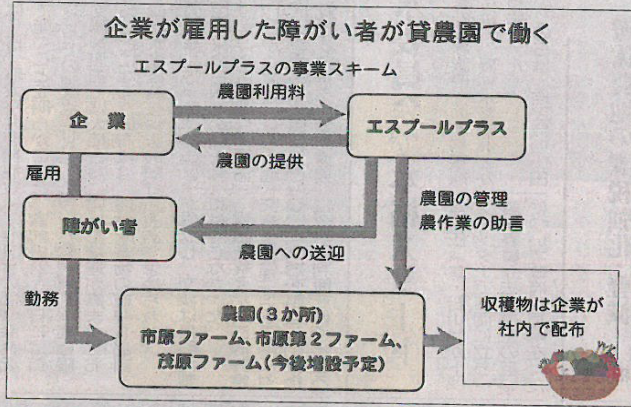 企業が雇用した障がい者が貸農園で働く
エスプールプラスの事業スキーム
農園利用料
企 業
エスプールプラス
農園の提供
雇用
農園の管理
農作業の助言
障がい者
農園への送迎
勤務
農園(3か所)
市原ファーム、市原第2ファーム、
茂原ファーム(今後増設予定)
収穫物は企業が
社内で配布